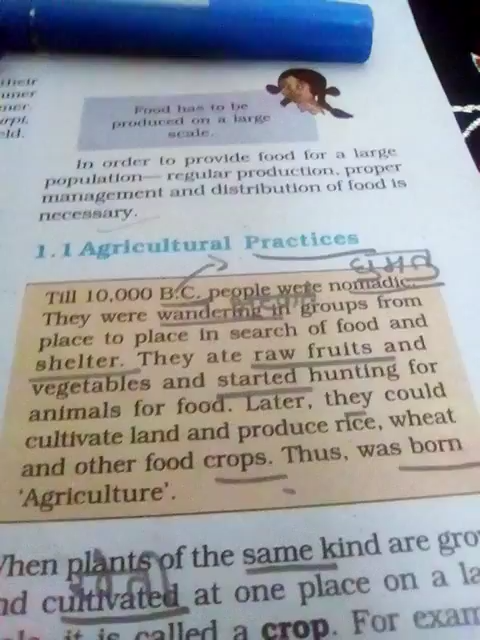 their
umer
ner.
arpi,
eld.
Food has to be
produced on a large
scale.
In order to provide food for a large
population— regular production, proper
management and distribution of food is
necessary.
1.1 Agricultural Practices
Till 10,000 B.C. people were nomadic.
They were wandering in groups from
place to place in search of food and
shelter. They ate raw fruits and
vegetables and started hunting for
animals for food. Later, they could
cultivate land and produce rice, wheat
and other food crops. Thus, was born
'Agriculture'.
When plants of the same kind are grow
nd cultivated at one place on a la
it is called a crop. For exam